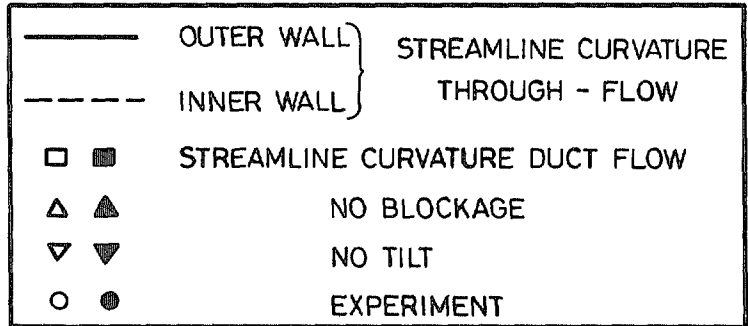 OUTER WALL
STREAMLINE CURVATURE
THROUGH - FLOW
INNER WALL
STREAMLINE CURVATURE DUCT FLOW
NO BLOCKAGE
NO TILT
EXPERIMENT